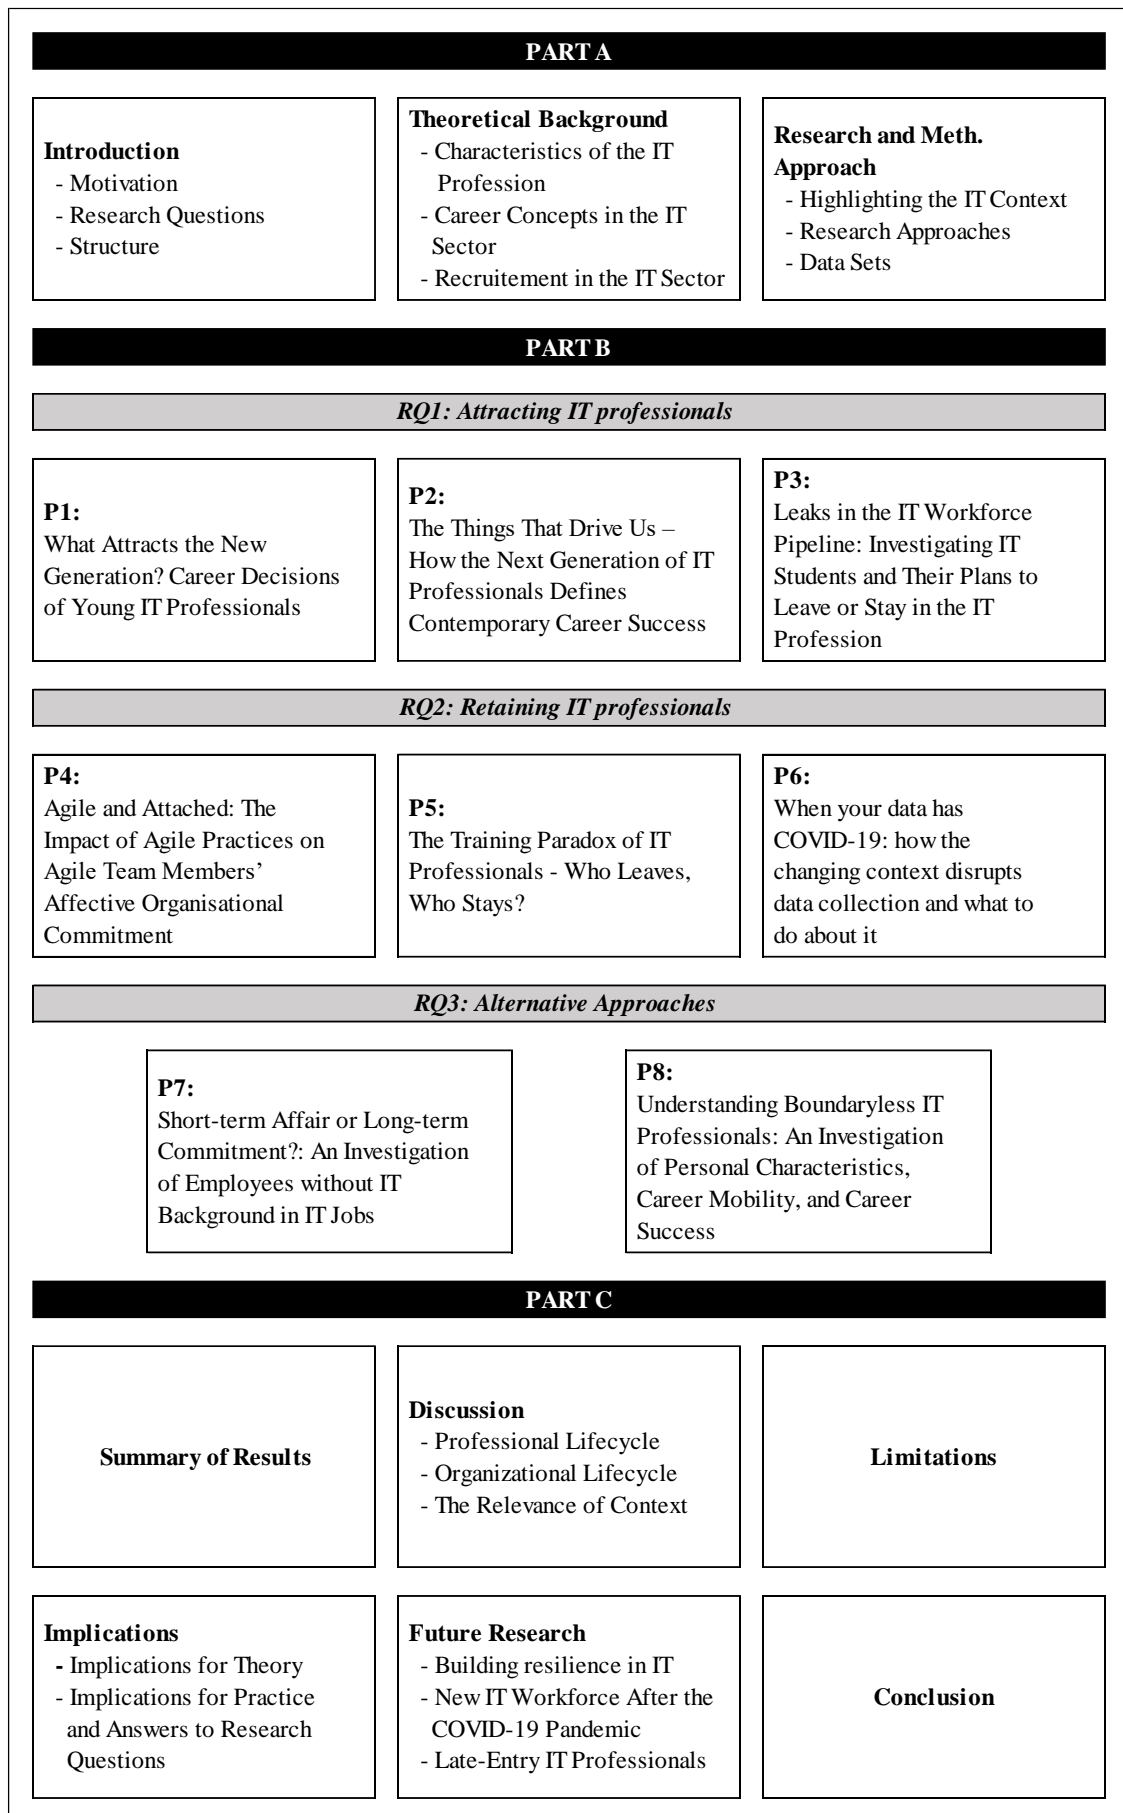 PART A
Introduction
- Motivation
- Research Questions
- Structure
Theoretical Background
- Characteristics of the IT
Profession
- Career Concepts in the IT
Sector
- Recruitement in the IT Sector
Research and Meth.
Approach
- Highlighting the IT Context
- Research Approaches
- Data Sets
PART B
RQ1: Attracting IT professionals
P1:
What Attracts the New
Generation? Career Decisions
of Young IT Professionals
P2:
The Things That Drive Us –
How the Next Generation of IT
Professionals Defines
Contemporary Career Success
P3:
Leaks in the IT Workforce
Pipeline: Investigating IT
Students and Their Plans to
Leave or Stay in the IT
Profession
RQ2: Retaining IT professionals
P4:
Agile and Attached: The
Impact of Agile Practices on
Agile Team Members’
Affective Organisational
Commitment
P5:
The Training Paradox of IT
Professionals - Who Leaves,
Who Stays?
P6:
When your data has
COVID-19: how the
changing context disrupts
data collection and what to
do about it
RQ3: Alternative Approaches
P7:
Short-term Affair or Long-term
Commitment?: An Investigation
of Employees without IT
Background in IT Jobs
P8:
Understanding Boundaryless IT
Professionals: An Investigation
of Personal Characteristics,
Career Mobility, and Career
Success
PART C
Summary of Results
Discussion
- Professional Lifecycle
- Organizational Lifecycle
- The Relevance of Context
Limitations
Implications
- Implications for Theory
- Implications for Practice
and Answers to Research
Questions
Future Research
- Building resilience in IT
- New IT Workforce After the
COVID-19 Pandemic
- Late-Entry IT Professionals
Conclusion